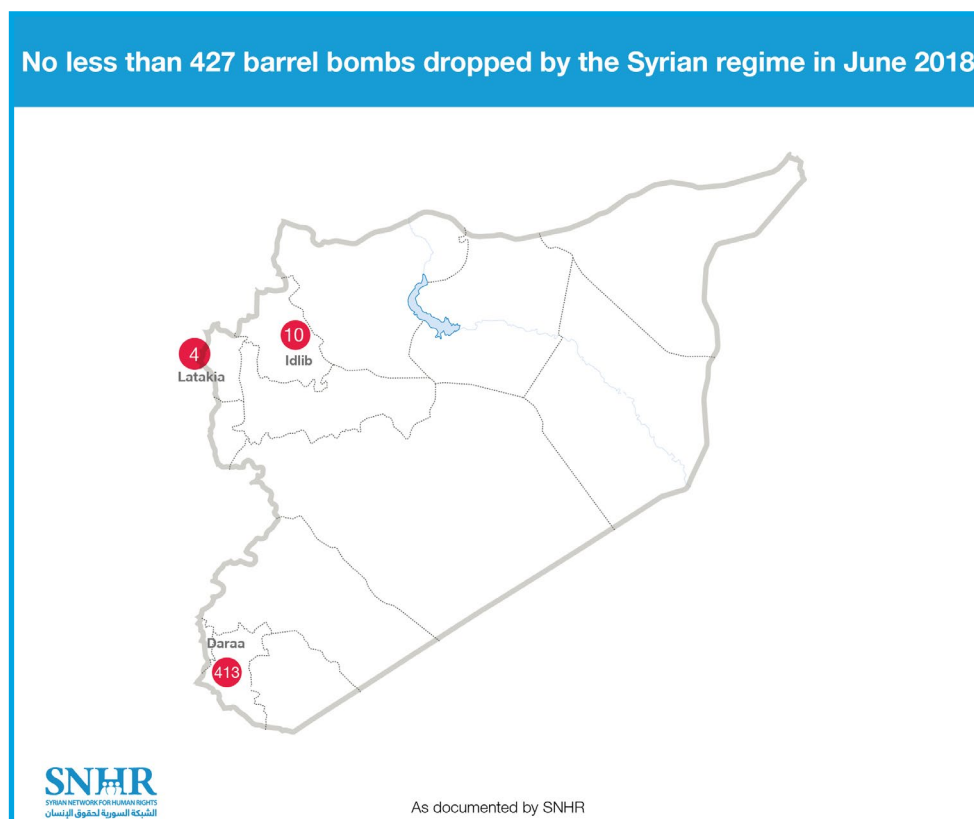 No less than 427 barrel bombs dropped by the Syrian regime in June 2018
10
Idlib
4
Latakia
Daraa
413
SNHR
SYRIAN NETWORK FOR HUMAN RIGHTS
الشبكة السورية لحقوق الإنسان
As documented by SNHR